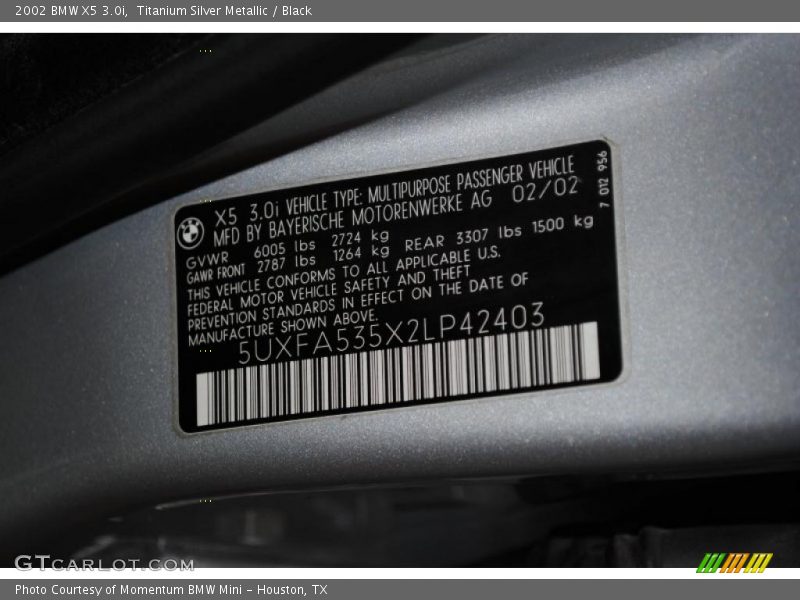 2002 BMW X5 3.0i, Titanium Silver Metallic / Black
X5 3.0i VEHICLE TYPE: MULTIPURPOSE PASSENGER VEHICLE
MFD BY BAYERISCHE MOTORENWERKE AG 02/02
GVWR 6005 lbs 2724 kg
GAWR FRONT 2787 lbs 1264 kg REAR 3307 lbs 1500 kg
THIS VEHICLE CONFORMS TO ALL APPLICABLE U.S.
FEDERAL MOTOR VEHICLE SAFETY AND THEFT
PREVENTION STANDARDS IN EFFECT ON THE DATE OF
MANUFACTURE SHOWN ABOVE.
5UXFA535X2LP42403
7 012 956
GTCARLOT.COM
Photo Courtesy of Momentum BMW Mini - Houston, TX